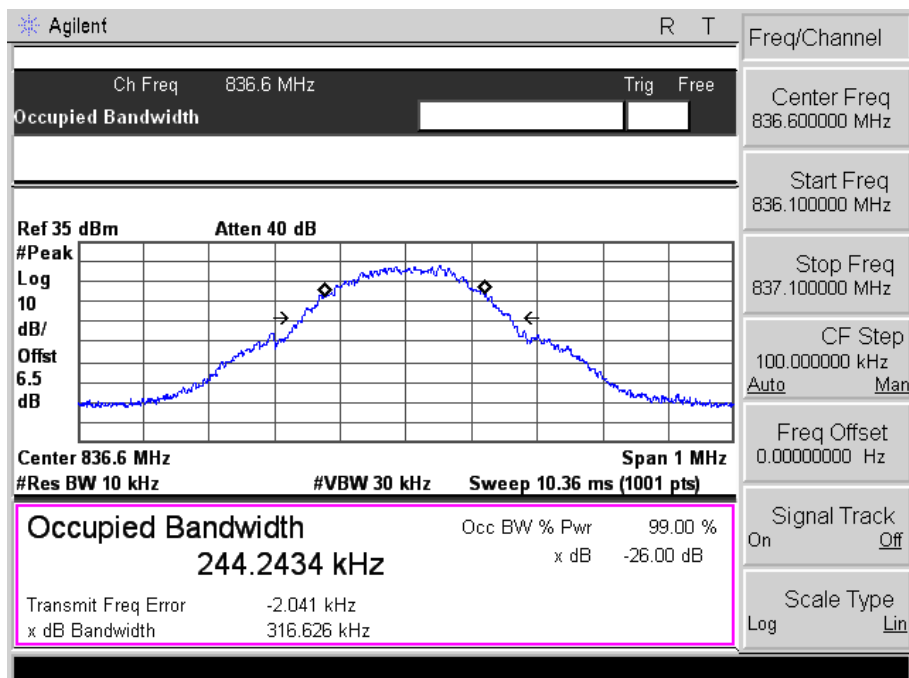 Agilent R T
Freq/Channel
Ch Freq 836.6 MHz Trig Free
Occupied Bandwidth
Center Freq
836.600000 MHz
Start Freq
836.100000 MHz
Stop Freq
837.100000 MHz
CF Step
100.000000 kHz
Auto Man
Freq Offset
0.00000000 Hz
Signal Track
On Off
Scale Type
Log Lin
Ref 35 dBm Atten 40 dB
#Peak
Log
10
dB/
Offst
6.5
dB
Center 836.6 MHz Span 1 MHz
#Res BW 10 kHz #VBW 30 kHz Sweep 10.36 ms (1001 pts)
Occupied Bandwidth Occ BW % Pwr 99.00 %
244.2434 kHz x dB -26.00 dB
Transmit Freq Error -2.041 kHz
x dB Bandwidth 316.626 kHz